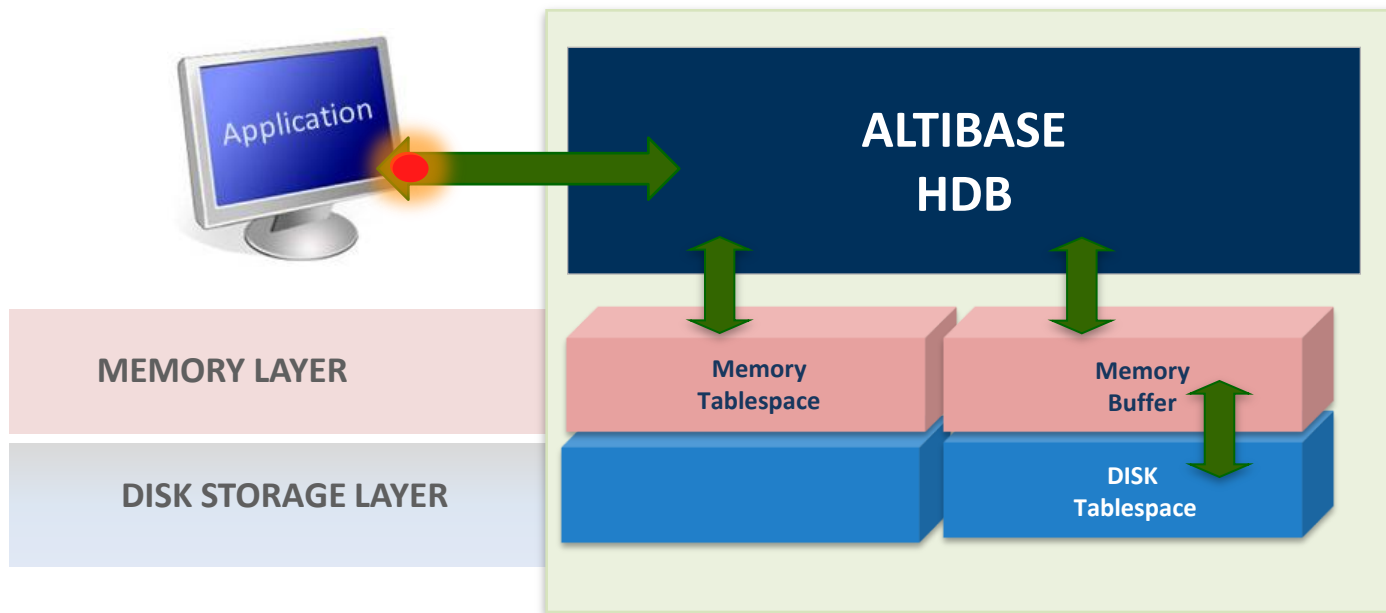 Application
ALTIBASE
HDB
MEMORY LAYER
Memory
Tablespace
Memory
Buffer
DISK STORAGE LAYER
DISK
Tablespace